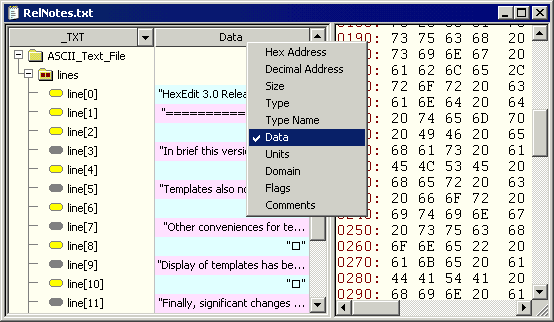 RelNotes.txt
_TXT
Data
ASCII_Text_File
lines
line[0]
"HexEdit 3.0 Relea
line[1]
line[2]
line[3]
"In brief this versi
line[4]
line[5]
"Templates also no
line[6]
line[7]
"Other conveniences for te...
line[8]
line[9]
"Display of templates has be...
line[10]
line[11]
"Finally, significant changes ...
Hex Address
Decimal Address
Size
Type
Type Name
Data
Units
Domain
Flags
Comments
0190: 73 75 63 68 20
01A0: 73 69 6E 67 20
01B0: 61 62 6C 65 2C
01C0: 72 6F 72 20 63
01D0: 61 6E 64 20 64
01E0: 20 74 65 6D 70
01F0: 20 49 46 20 65
0200: 68 61 73 20 61
0210: 45 4C 53 45 20
0220: 68 65 72 20 63
0230: 20 66 6F 72 20
0240: 69 74 69 6E 67
0250: 20 73 75 63 68
0260: 6F 6E 65 22 20
0270: 61 6B 65 20 61
0280: 44 41 54 41 20
0290: 68 69 6E 20 61